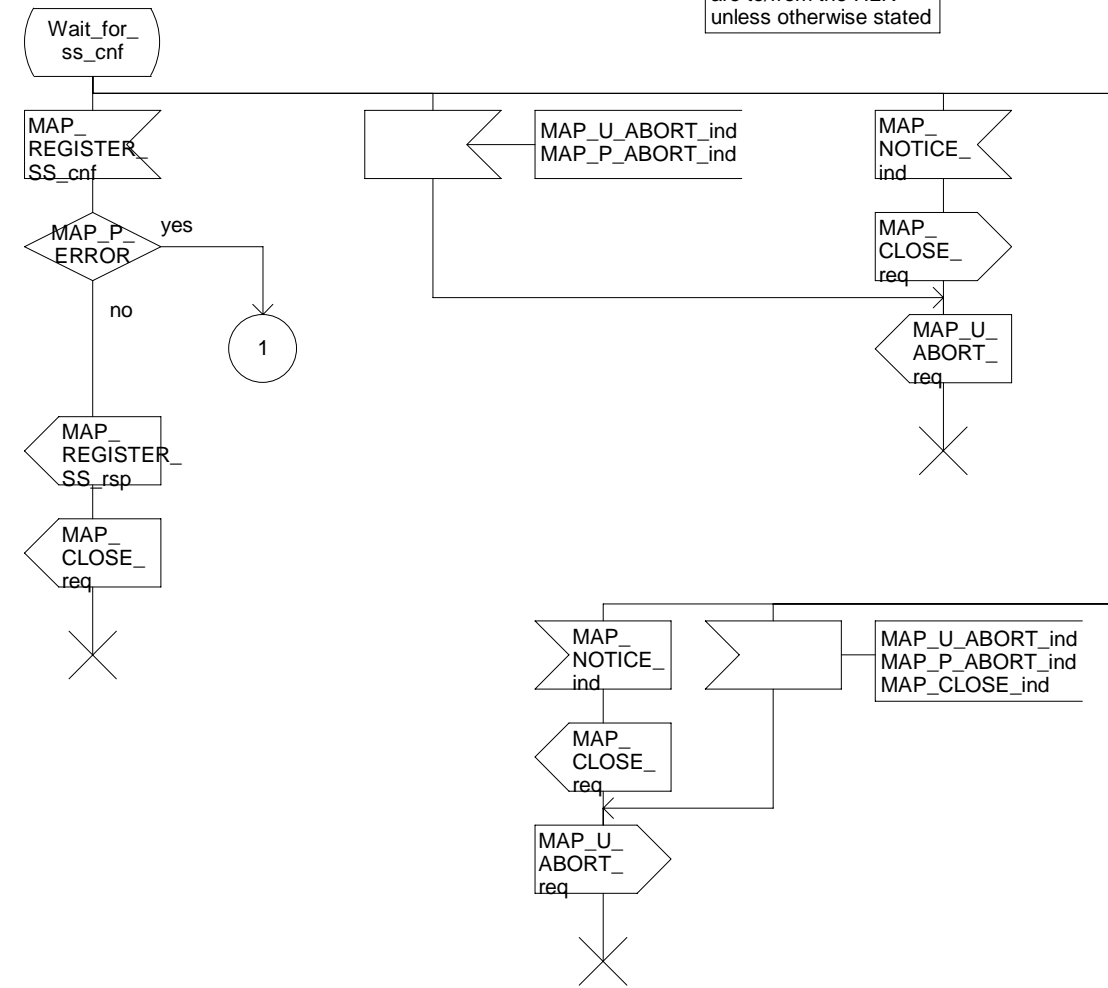 unless otherwise stated
Wait_for_
ss_cnf
MAP_
REGISTER_
SS_cnf
MAP_U_ABORT_ind
MAP_P_ABORT_ind
MAP_
NOTICE_
ind
MAP_P_
ERROR
yes
no
1
MAP_
CLOSE_
req
MAP_U_
ABORT_
req
MAP_
REGISTER_
SS_rsp
MAP_
CLOSE_
req
MAP_
NOTICE_
ind
MAP_U_ABORT_ind
MAP_P_ABORT_ind
MAP_CLOSE_ind
MAP_
CLOSE_
req
MAP_U_
ABORT_
req